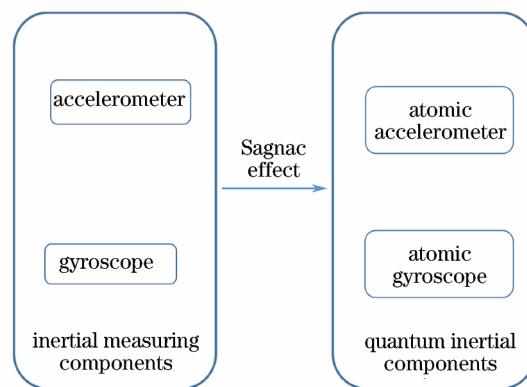 accelerometer
gyroscope
inertial measuring
components
Sagnac
effect
atomic
accelerometer
atomic
gyroscope
quantum inertial
components